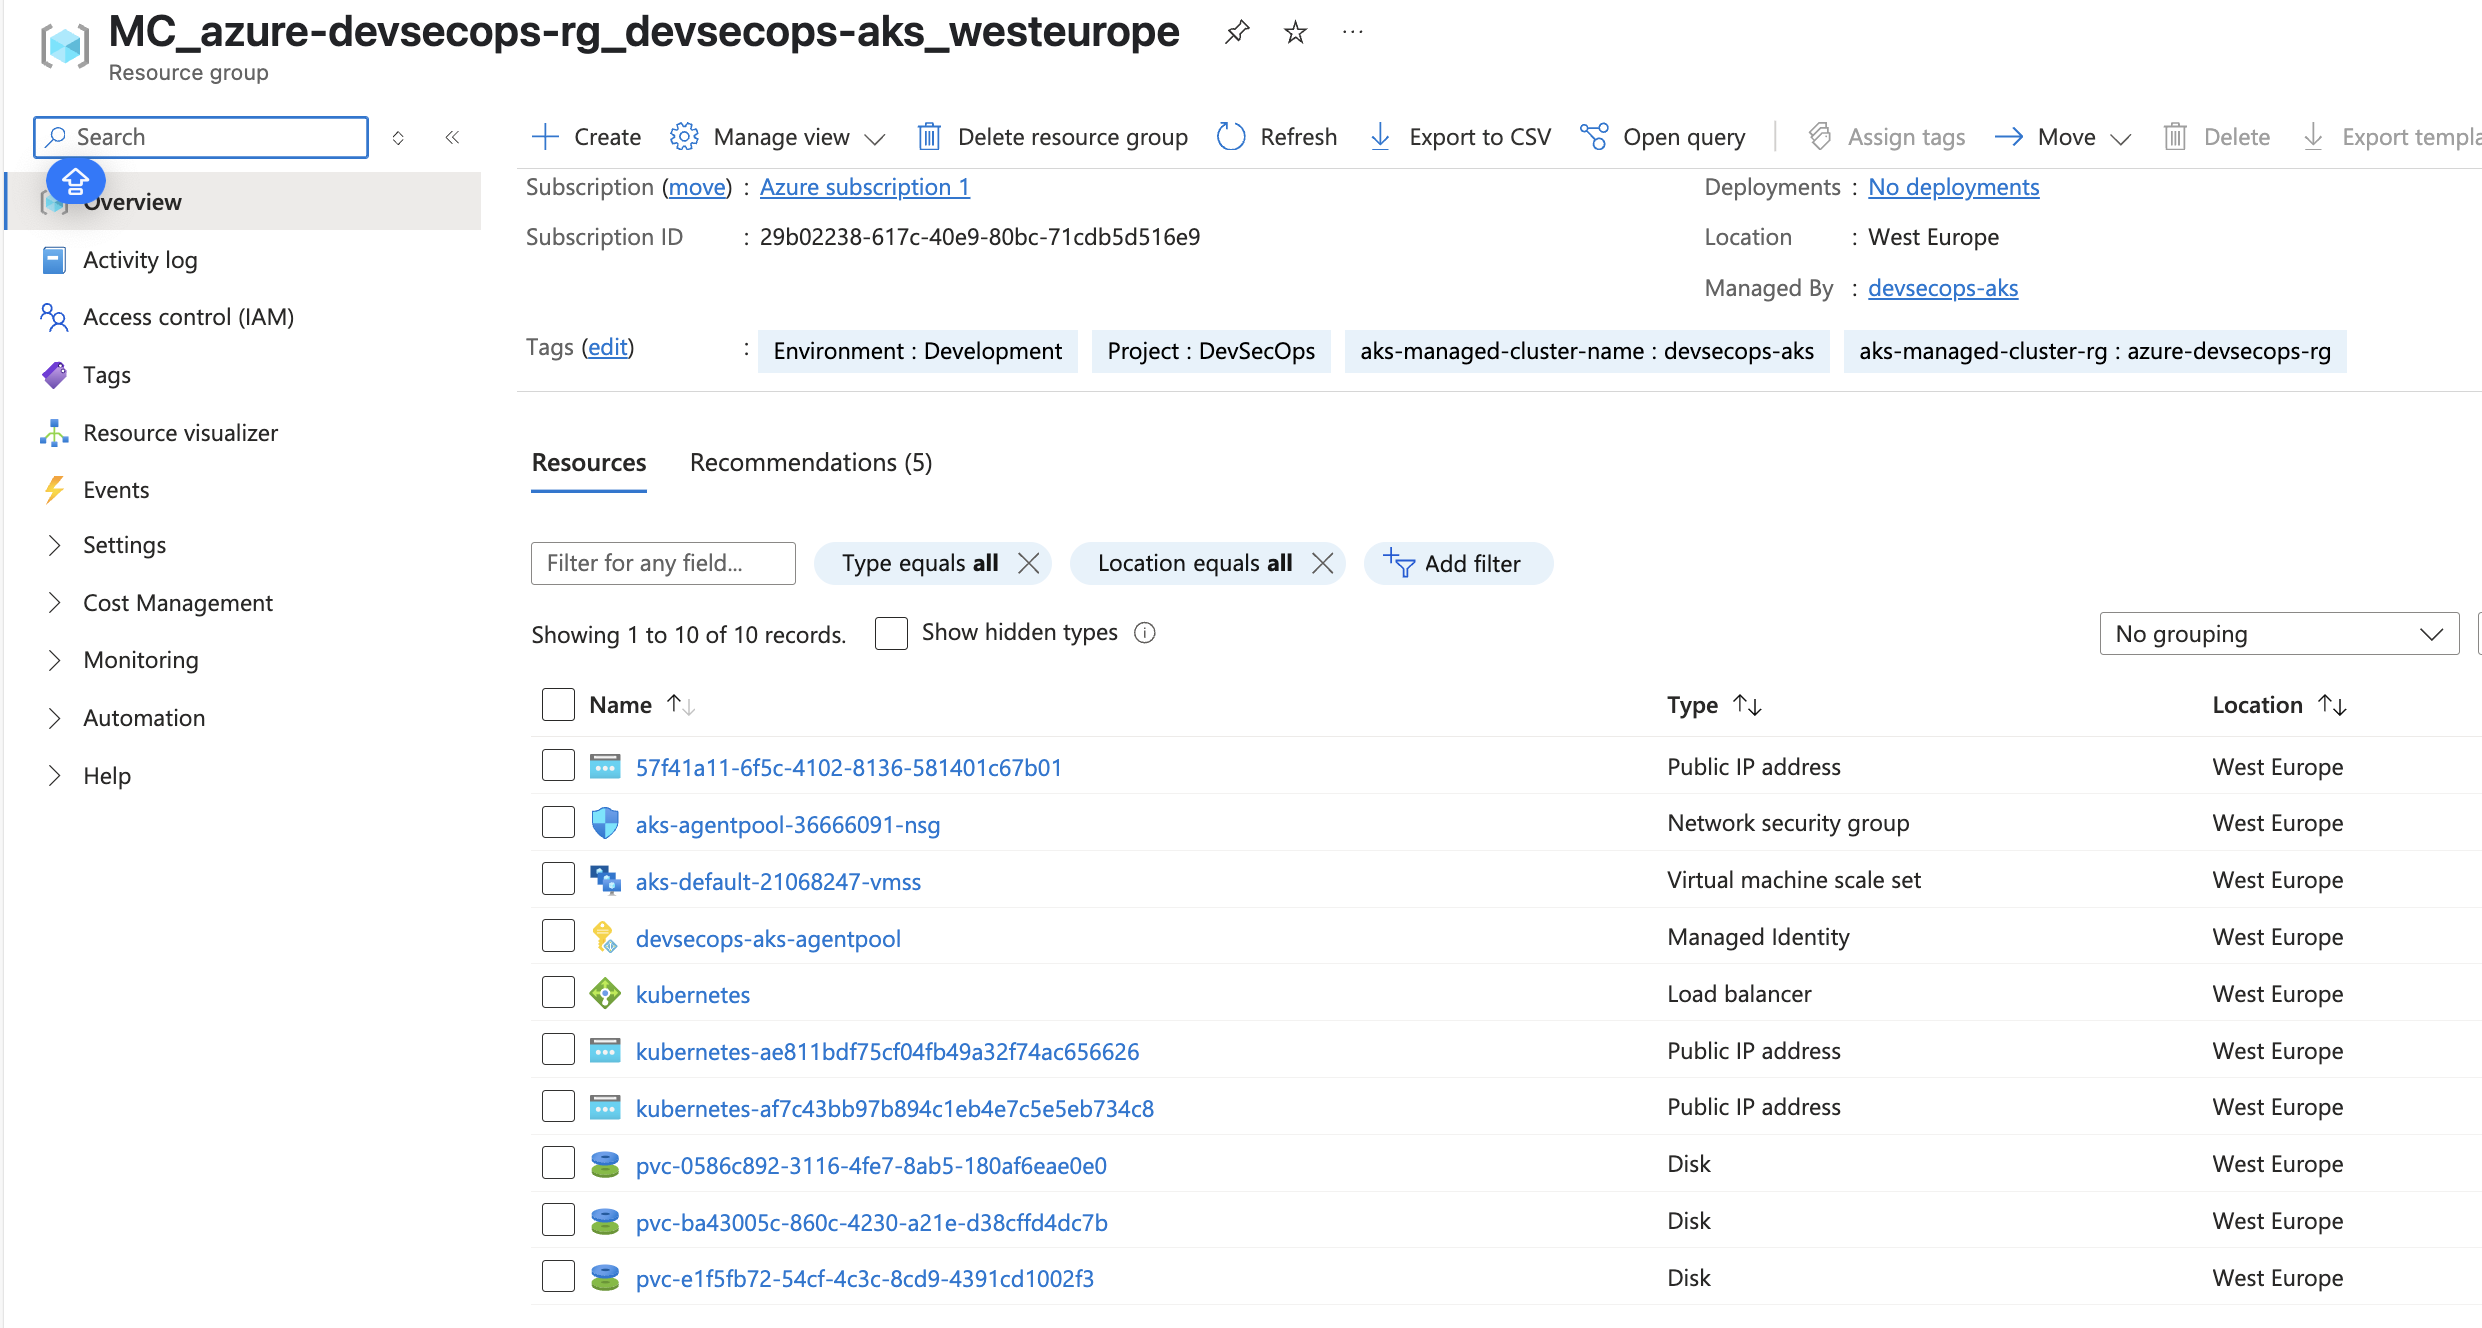 MC_azure-devsecops-rg_devsecops-aks_westeurope
Resource group
Search
Create
Manage view
Delete resource group
Refresh
Export to CSV
Open query
Assign tags
Move
Delete
Export templa
Overview
Activity log
Access control (IAM)
Tags
Resource visualizer
Events
Settings
Cost Management
Monitoring
Automation
Help
Subscription (move) : Azure subscription 1
Subscription ID : 29b02238-617c-40e9-80bc-71cdb5d516e9
Deployments : No deployments
Location : West Europe
Managed By : devsecops-aks
Tags (edit) : Environment : Development Project : DevSecOps aks-managed-cluster-name : devsecops-aks aks-managed-cluster-rg : azure-devsecops-rg
Resources Recommendations (5)
Filter for any field... Type equals all Location equals all Add filter
Showing 1 to 10 of 10 records. Show hidden types No grouping
Name Type Location
57f41a11-6f5c-4102-8136-581401c67b01 Public IP address West Europe
aks-agentpool-36666091-nsg Network security group West Europe
aks-default-21068247-vmss Virtual machine scale set West Europe
devsecops-aks-agentpool Managed Identity West Europe
kubernetes Load balancer West Europe
kubernetes-ae811bdf75cf04fb49a32f74ac656626 Public IP address West Europe
kubernetes-af7c43bb97b894c1eb4e7c5e5eb734c8 Public IP address West Europe
pvc-0586c892-3116-4fe7-8ab5-180af6eae0e0 Disk West Europe
pvc-ba43005c-860c-4230-a21e-d38cffd4dc7b Disk West Europe
pvc-e1f5fb72-54cf-4c3c-8cd9-4391cd1002f3 Disk West Europe